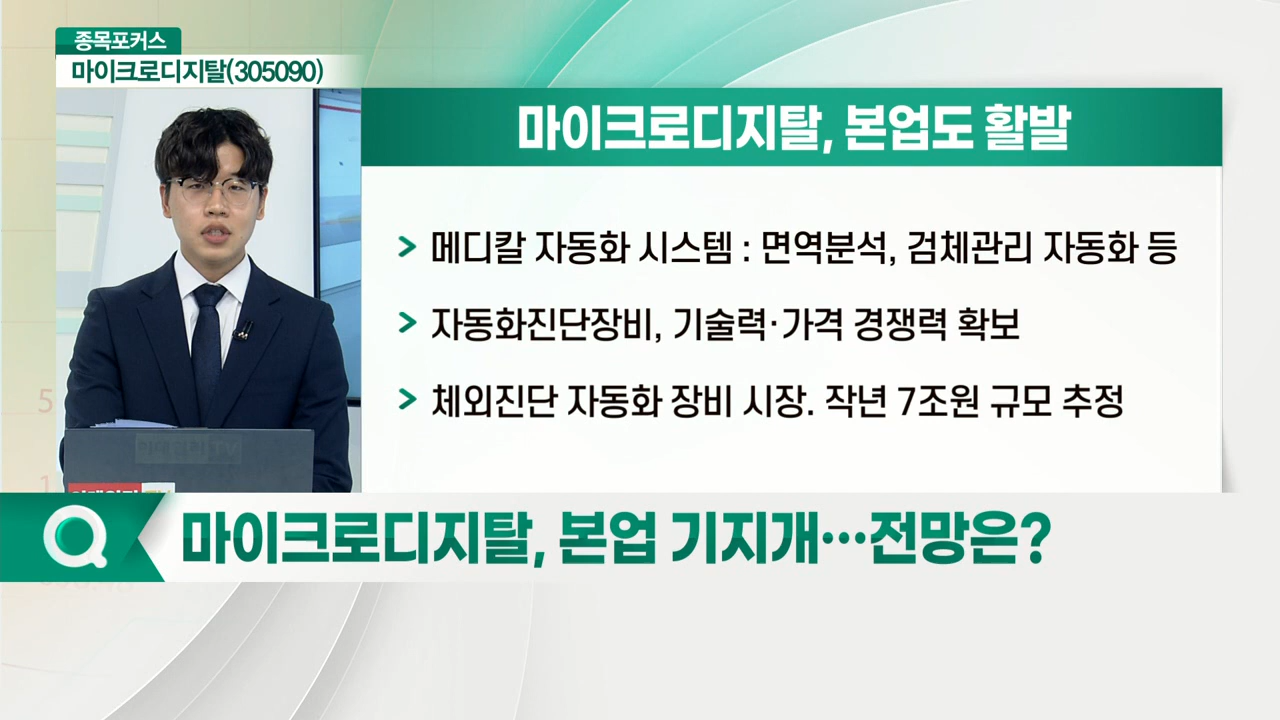 종목포커스
마이크로디지탈(305090)
마이크로디지탈, 본업도 활발
메디칼 자동화 시스템 : 면역분석, 검체관리 자동화 등
자동화진단장비, 기술력·가격 경쟁력 확보
체외진단 자동화 장비 시장. 작년 7조원 규모 추정
이데일리 TV
마이크로디지탈, 본업 기지개…전망은?